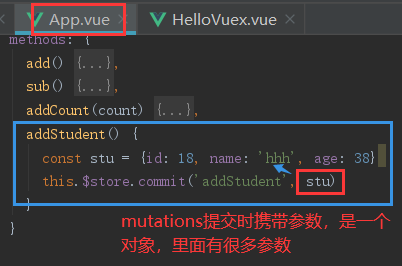 App.vue HelloVuex.vue
methods: {
add() {...},
sub() {...},
addCount(count) {...},
addStudent() {
const stu = {id: 18, name: 'hhh', age: 38}
this.$store.commit('addStudent', stu)
}
}
mutations提交时携带参数，是一个
对象，里面有很多参数